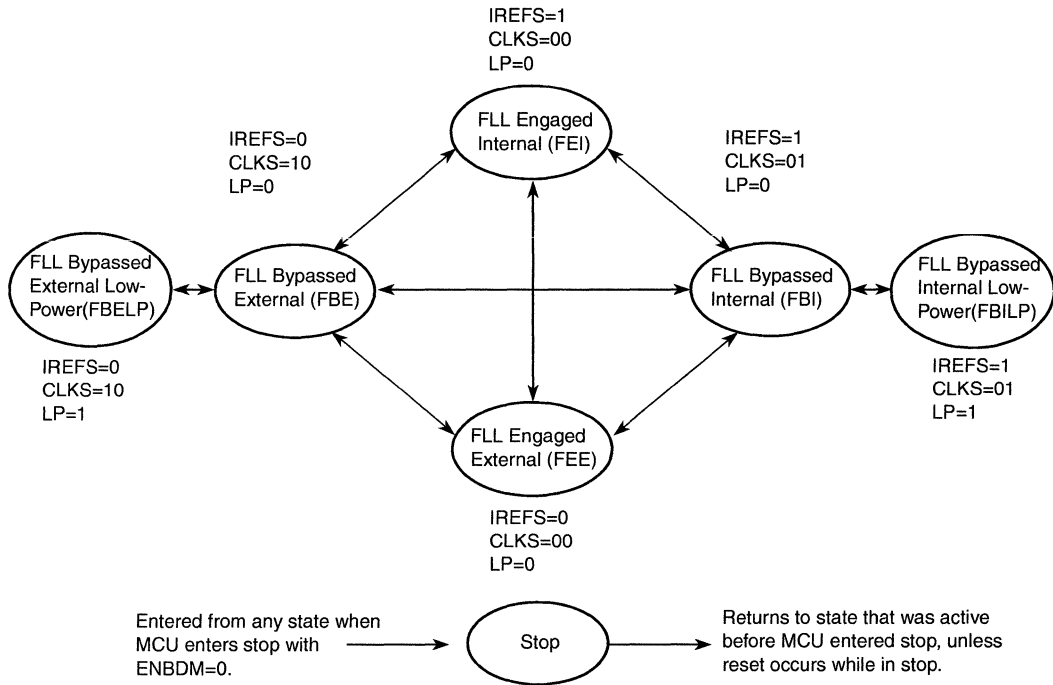 IREFS=1
CLKS=00
LP=0
FLL Engaged
Internal (FEI)
IREFS=0
CLKS=10
LP=0
IREFS=1
CLKS=01
LP=0
FLL Bypassed
External Low-
Power(FBELP)
FLL Bypassed
External (FBE)
FLL Bypassed
Internal (FBI)
FLL Bypassed
Internal Low-
Power(FBILP)
IREFS=0
CLKS=10
LP=1
IREFS=1
CLKS=01
LP=1
FLL Engaged
External (FEE)
IREFS=0
CLKS=00
LP=0
Entered from any state when
MCU enters stop with
ENBDM=0.
Stop
Returns to state that was active
before MCU entered stop, unless
reset occurs while in stop.